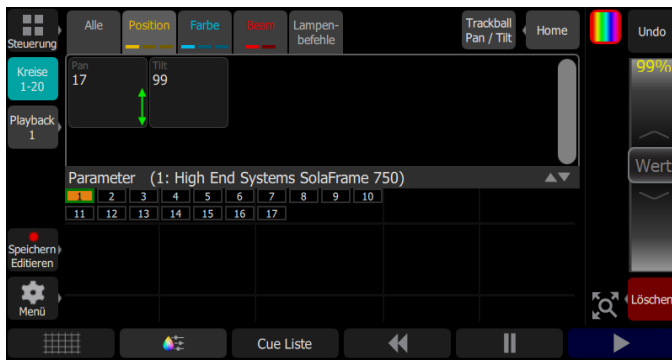 Steuerung
Alle
Position
Farbe
Beam
Lampen-
befehle
Trackball
Pan / Tilt
Home
Undo
Kreise
1-20
Pan
17
Tilt
99
99%
Playback
1
Wert
Parameter (1: High End Systems SolaFrame 750)
1 2 3 4 5 6 7 8 9 10
11 12 13 14 15 16 17
Speichern
Editieren
Menü
Löschen
Cue Liste